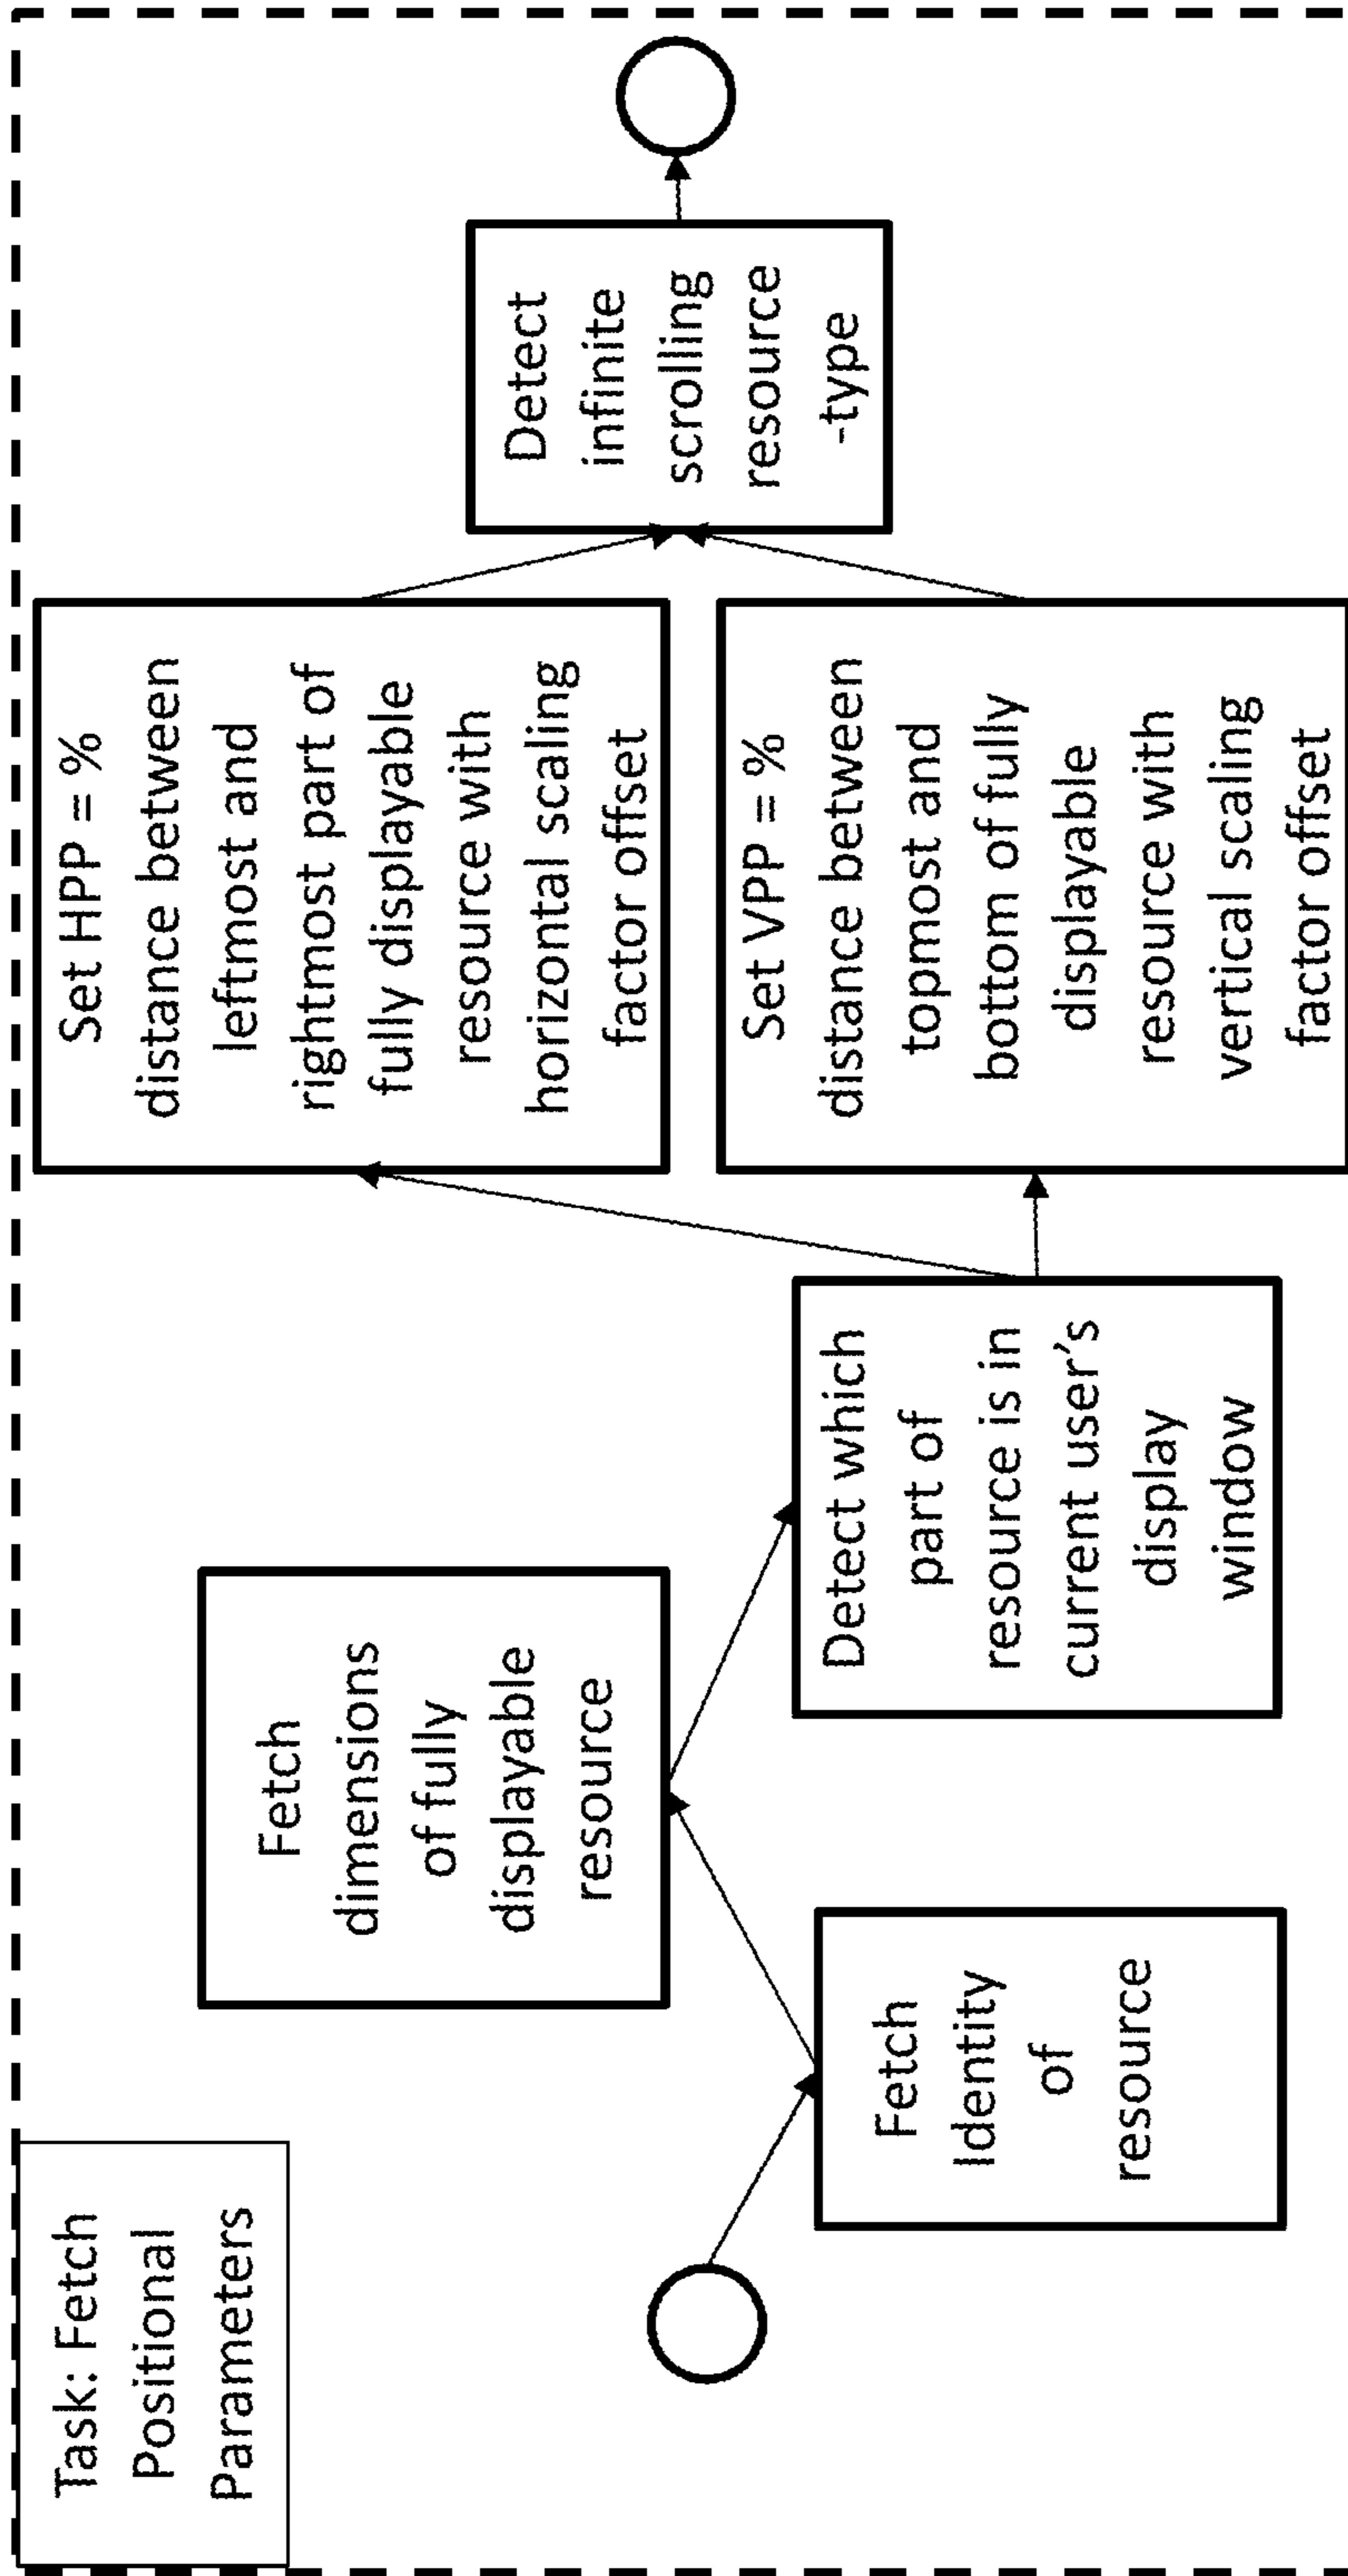 Task: Fetch
Positional
Parameters
Fetch
Identity
of
resource
Fetch
dimensions
of fully
displayable
resource
Detect which
part of
resource is in
current user’s
display
window
Set HPP = %
distance between
leftmost and
rightmost part of
fully displayable
resource with
horizontal scaling
factor offset
Set VPP = %
distance between
topmost and
bottom of fully
displayable
resource with
vertical scaling
factor offset
Detect
infinite
scrolling
resource
-type